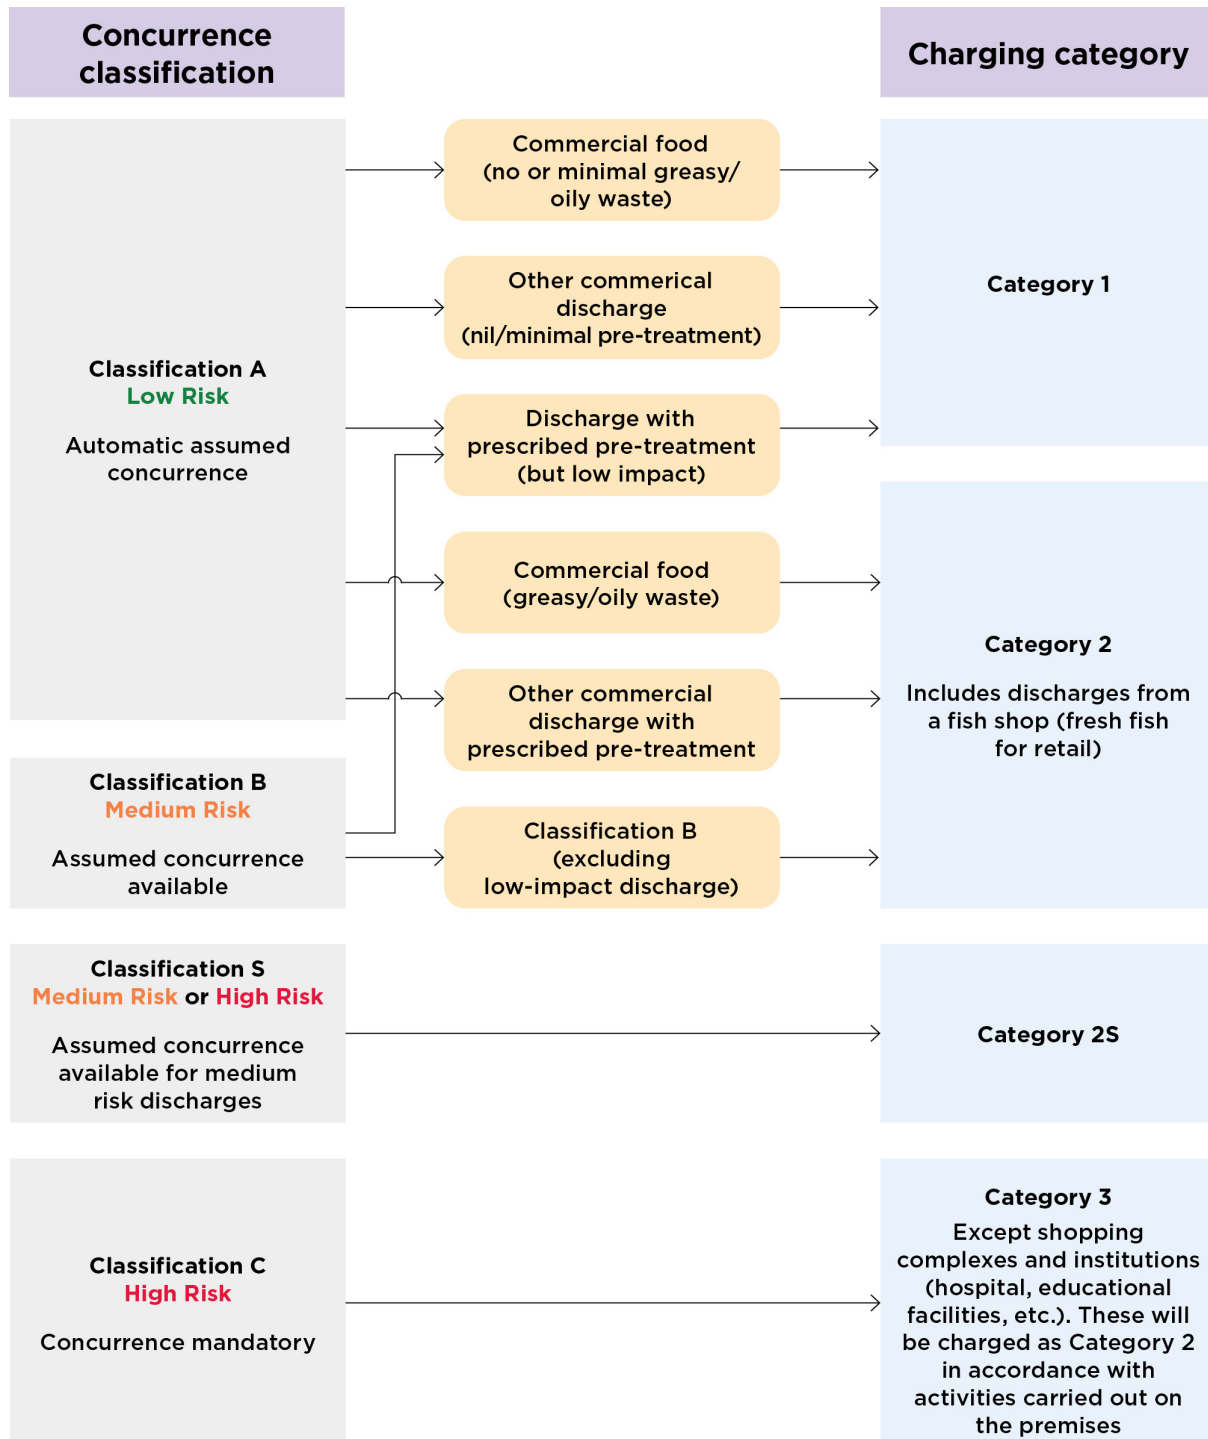 Concurrence
classification
Charging category
Classification A
Low Risk
Automatic assumed
concurrence
Commercial food
(no or minimal greasy/
oily waste)
Other commerical
discharge
(nil/minimal pre-treatment)
Discharge with
prescribed pre-treatment
(but low impact)
Commercial food
(greasy/oily waste)
Other commercial
discharge with
prescribed pre-treatment
Category 1
Category 2
Includes discharges from
a fish shop (fresh fish
for retail)
Classification B
Medium Risk
Assumed concurrence
available
Classification B
(excluding
low-impact discharge)
Classification S
Medium Risk or High Risk
Assumed concurrence
available for medium
risk discharges
Category 2S
Classification C
High Risk
Concurrence mandatory
Category 3
Except shopping
complexes and institutions
(hospital, educational
facilities, etc.). These will
be charged as Category 2
in accordance with
activities carried out on
the premises